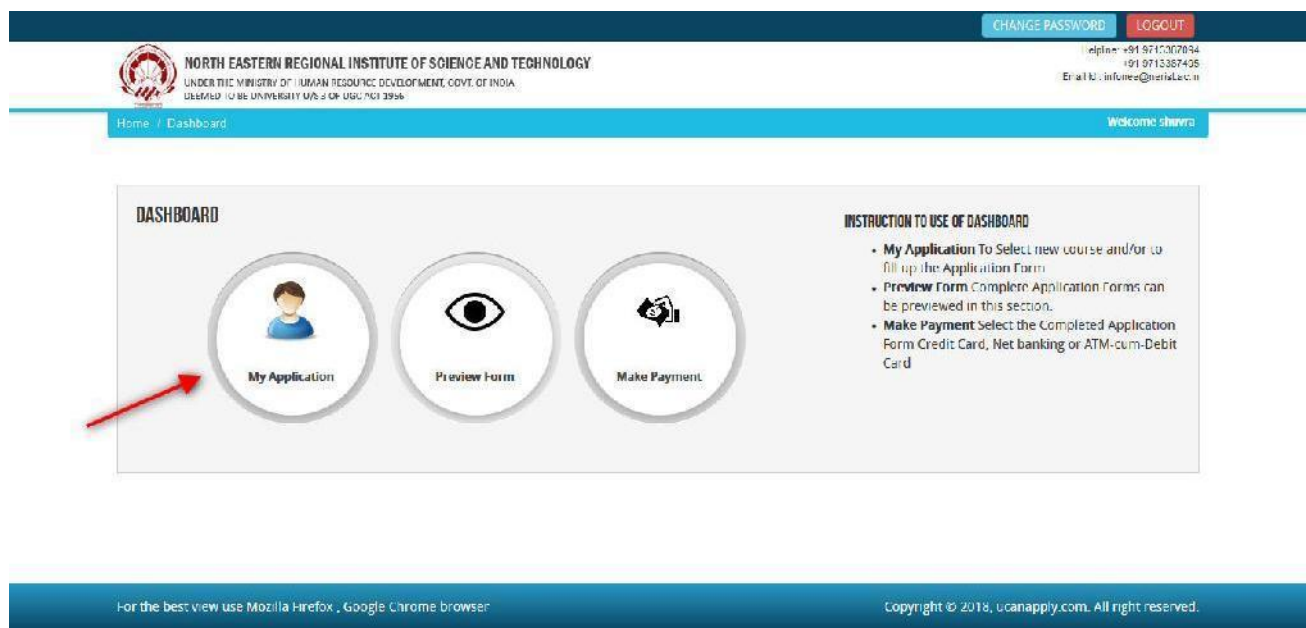 CHANGE PASSWORD LOGOUT
NORTH EASTERN REGIONAL INSTITUTE OF SCIENCE AND TECHNOLOGY
UNDER THE MINISTRY OF HUMAN RESOURCE DEVELOPMENT, GOVT. OF INDIA
DEEMED TO BE UNIVERSITY U/S 3 OF UGC ACT 1956
Home / Dashboard
Welcome shuvra
DASHBOARD
My Application
Preview Form
Make Payment
INSTRUCTION TO USE OF DASHBOARD
• My Application To Select new course and/or to
fill up the Application Form
• Preview Form Complete Application Forms can
be previewed in this section.
• Make Payment Select the Completed Application
Form Credit Card, Net banking or ATM-cum-Debit
Card
For the best view use Mozilla Firefox , Google Chrome browser
Copyright © 2018, ucanapply.com. All right reserved.